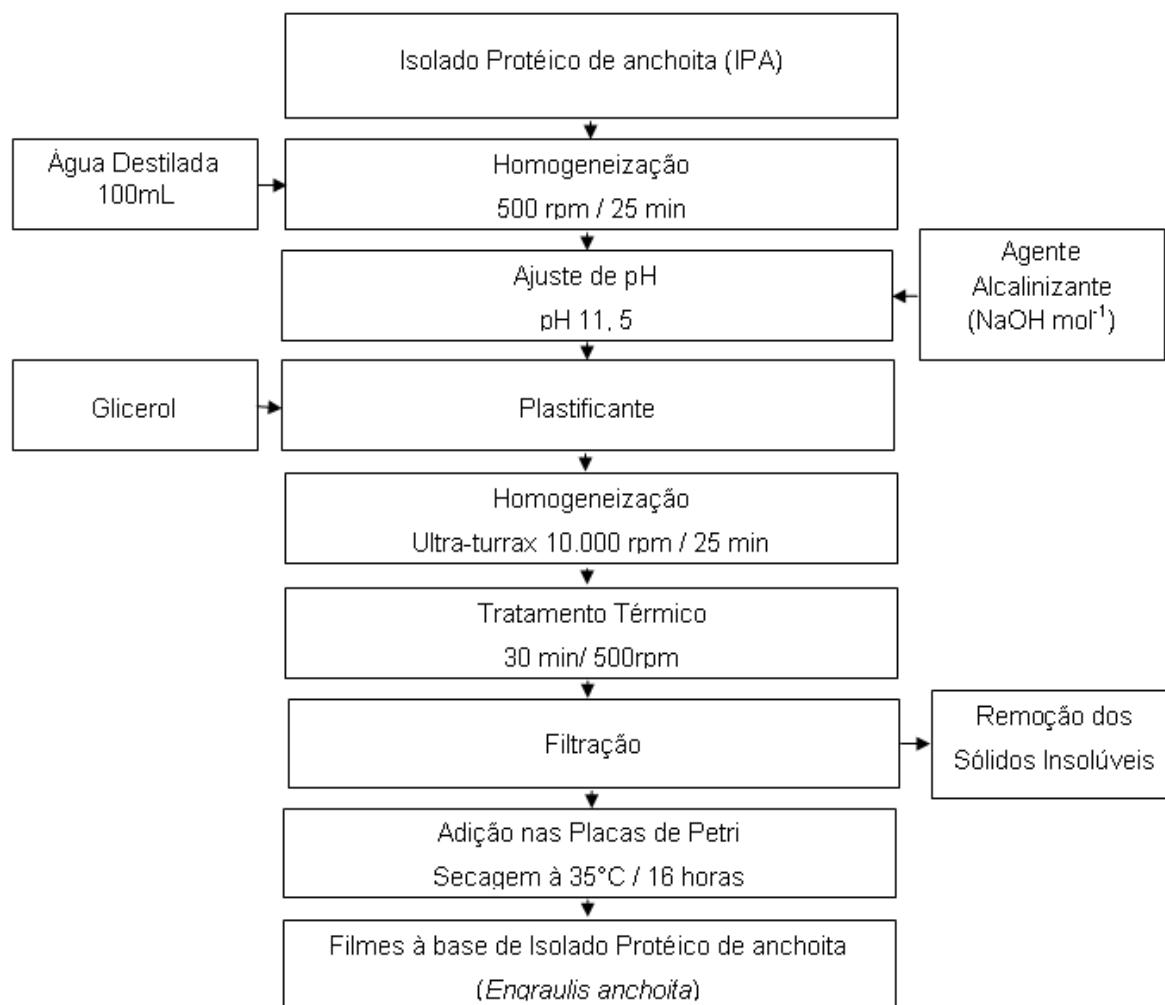 Isolado Protéico de anchoita (IPA)
Água Destilada
100mL
Homogeneização
500 rpm / 25 min
Ajuste de pH
pH 11, 5
Agente
Alcalinizante
(NaOH mol⁻¹)
Glicerol
Plastificante
Homogeneização
Ultra-turrax 10.000 rpm / 25 min
Tratamento Térmico
30 min/ 500rpm
Filtração
Remoção dos
Sólidos Insolúveis
Adição nas Placas de Petri
Secagem à 35°C / 16 horas
Filmes à base de Isolado Protéico de anchoita
(Engraulis anchoita)